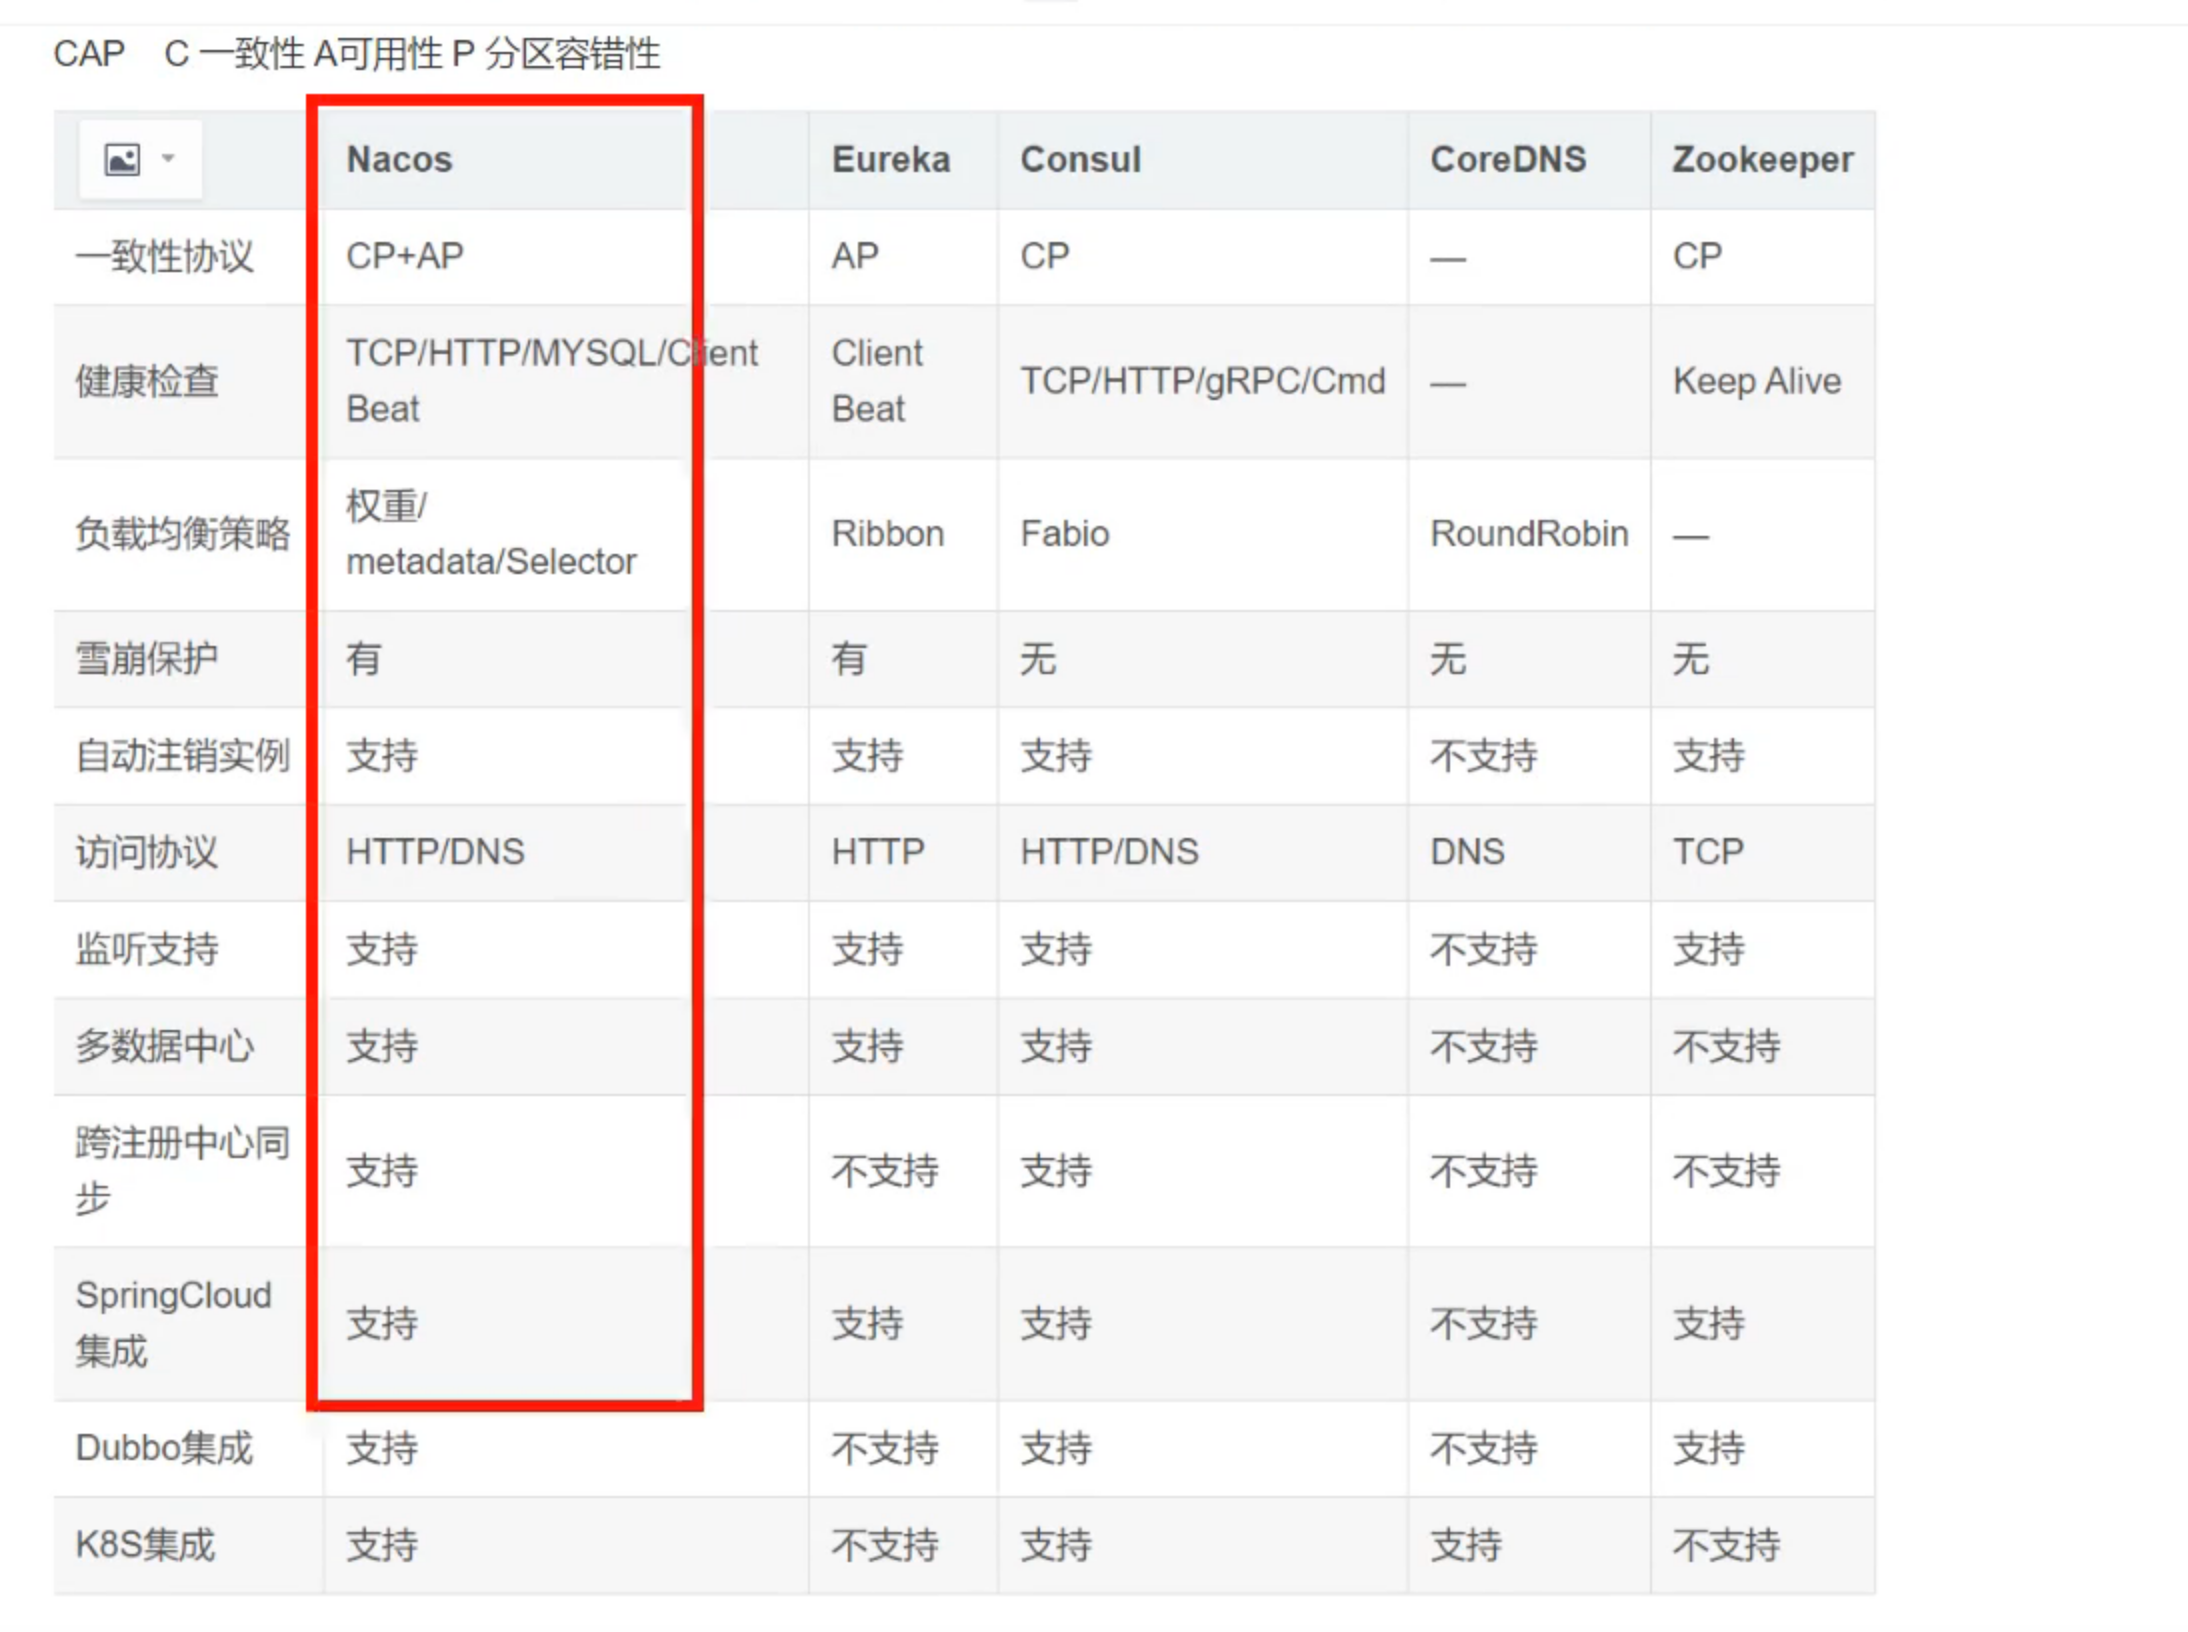 CAP C 一致性 A可用性 P 分区容错性
Nacos Eureka Consul CoreDNS Zookeeper
一致性协议 CP+AP AP CP — CP
健康检查 TCP/HTTP/MYSQL/Client Beat Client Beat TCP/HTTP/gRPC/Cmd — Keep Alive
负载均衡策略 权重/ metadata/Selector Ribbon Fabio RoundRobin —
雪崩保护 有 有 无 无 无
自动注销实例 支持 支持 支持 不支持 支持
访问协议 HTTP/DNS HTTP HTTP/DNS DNS TCP
监听支持 支持 支持 支持 不支持 支持
多数据中心 支持 支持 支持 不支持 不支持
跨注册中心同步 支持 不支持 支持 不支持 不支持
SpringCloud集成 支持 支持 支持 不支持 支持
Dubbo集成 支持 不支持 支持 不支持 支持
K8S集成 支持 不支持 支持 支持 不支持